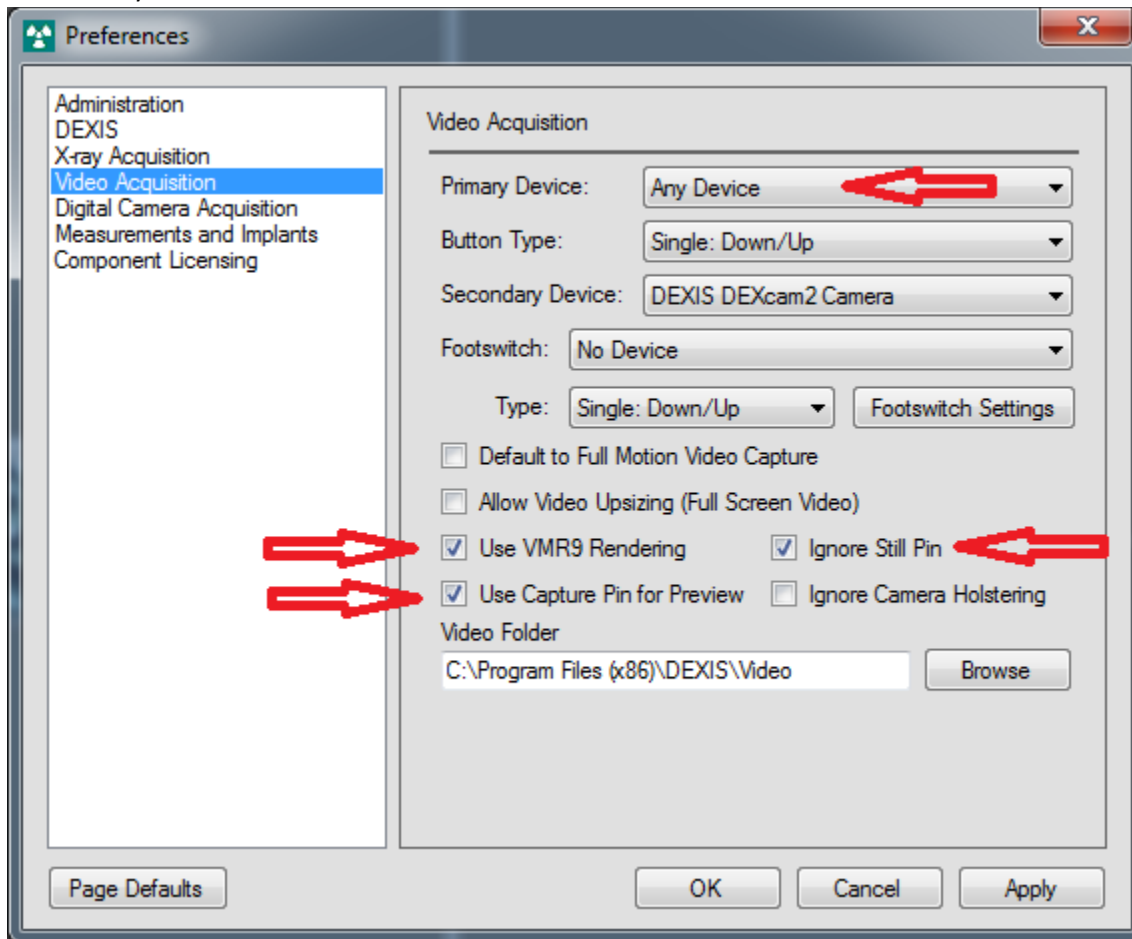 Preferences
Administration
DEXIS
X-ray Acquisition
Video Acquisition
Digital Camera Acquisition
Measurements and Implants
Component Licensing
Video Acquisition
Primary Device: Any Device
Button Type: Single: Down/Up
Secondary Device: DEXIS DEXcam2 Camera
Footswitch: No Device
Type: Single: Down/Up Footswitch Settings
Default to Full Motion Video Capture
Allow Video Upsizing (Full Screen Video)
Use VMR9 Rendering Ignore Still Pin
Use Capture Pin for Preview Ignore Camera Holstering
Video Folder
C:\Program Files (x86)\DEXIS\Video Browse
Page Defaults OK Cancel Apply